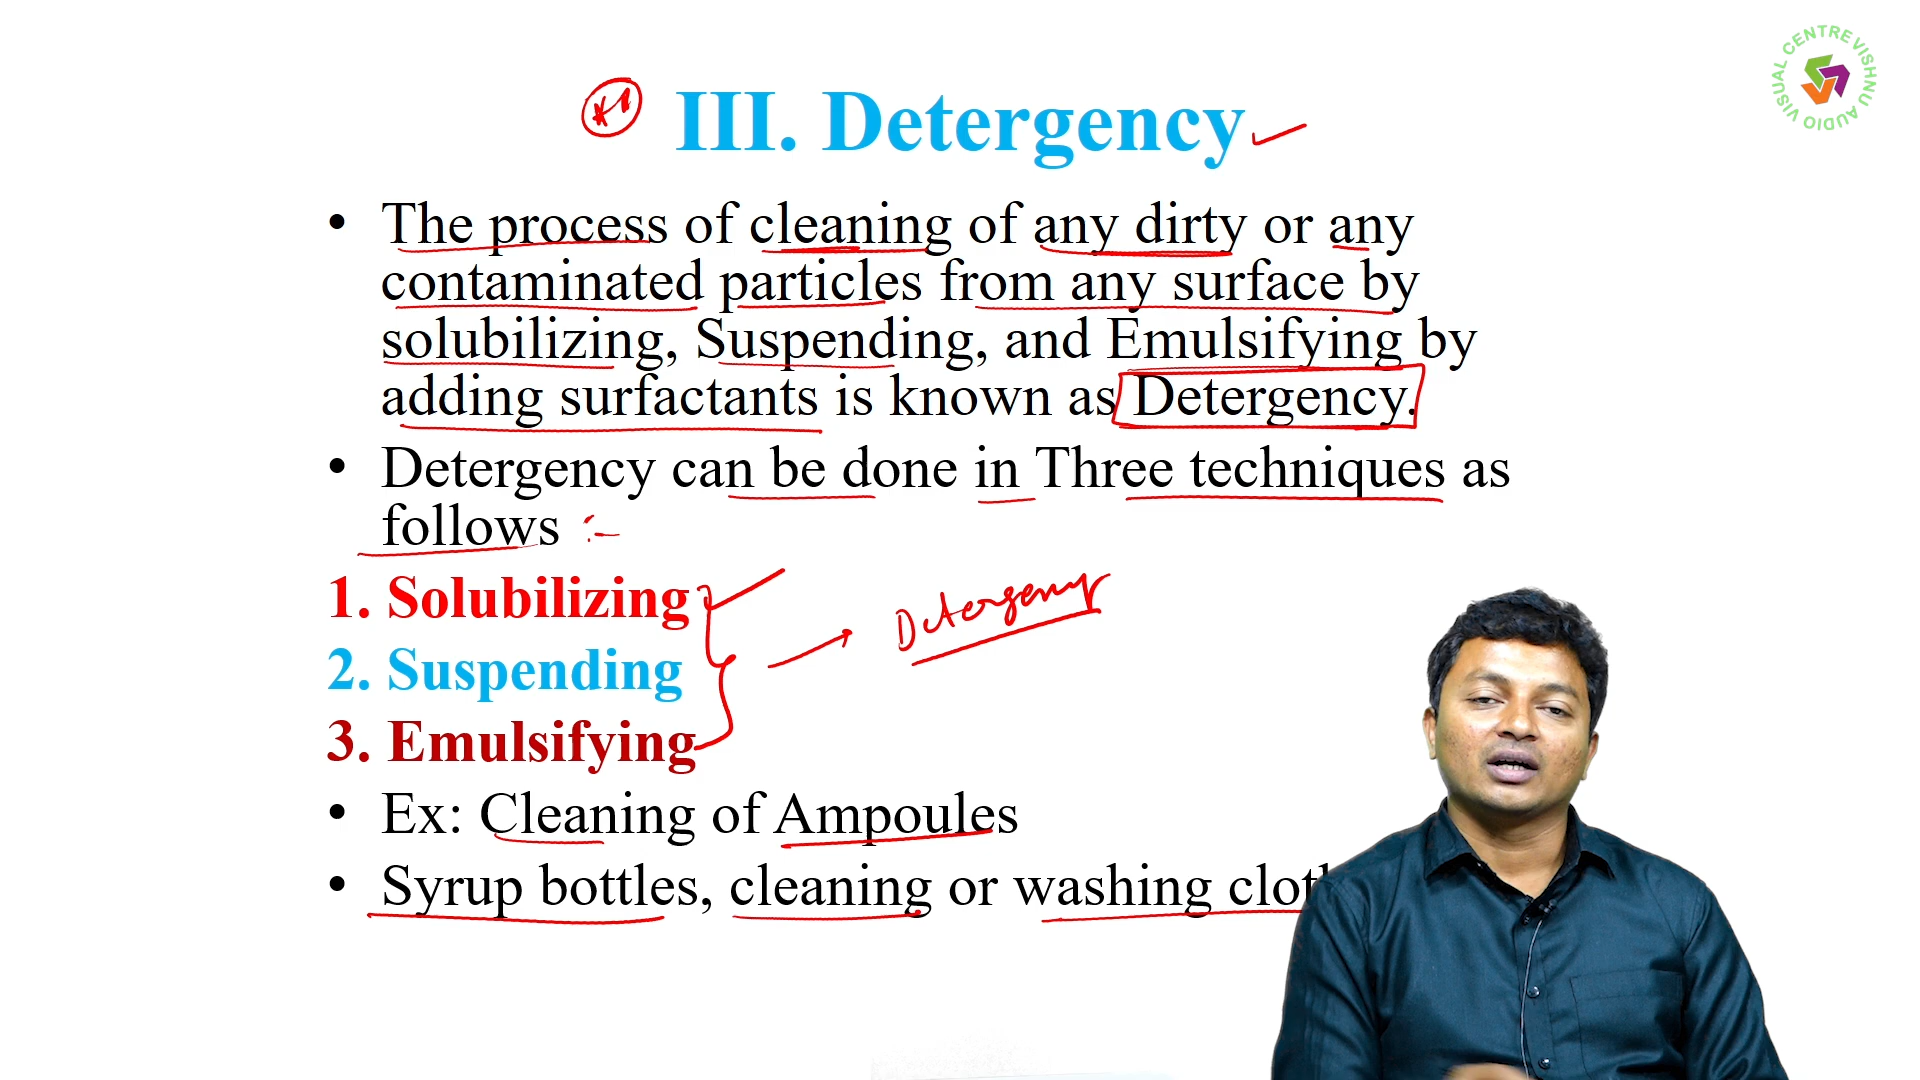 VISUAL CENTRE VISHNU AUDIO
III. Detergency
• The process of cleaning of any dirty or any
contaminated particles from any surface by
solubilizing, Suspending, and Emulsifying by
adding surfactants is known as Detergency.
• Detergency can be done in Three techniques as
follows :-
1. Solubilizing
Detergency
2. Suspending
3. Emulsifying
• Ex: Cleaning of Ampoules
• Syrup bottles, cleaning or washing